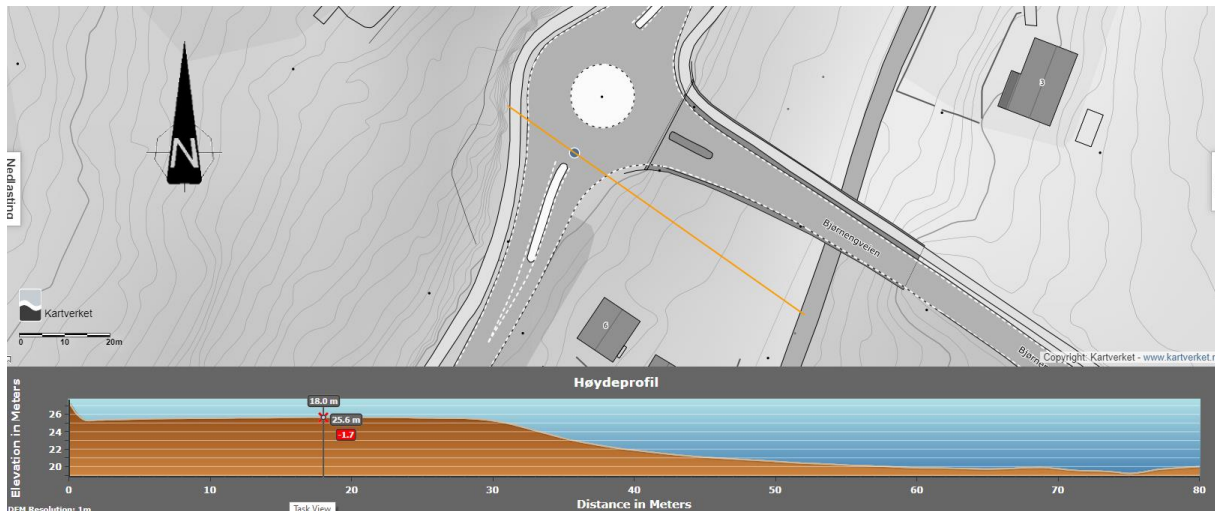 3
N
Nedlasting
Bjørnengveien
6
Kartverket
0 10 20m
Copyright: Kartverket - www.kartverket.n
Høydeprofil
Elevation in Meters
26
24
22
20
18.0 m
25.6 m
-1.7
0 10 20 30 40 50 60 70 80
Distance in Meters
DEM Resolution: 1m
Task View